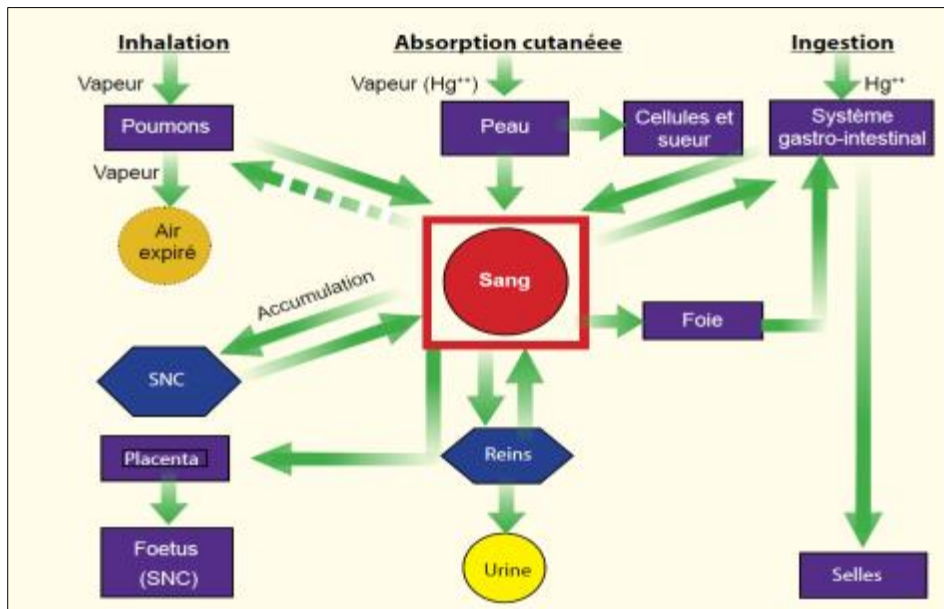 Inhalation
Absorption cutanéee
Ingestion
Vapeur
Vapeur (Hg⁺⁺)
Hg⁺⁺
Poumons
Peau
Cellules et
sueur
Système
gastro-intestinal
Vapeur
Air
expiré
Sang
Accumulation
Foie
SNC
Placenta
Reins
Foetus
(SNC)
Urine
Selles